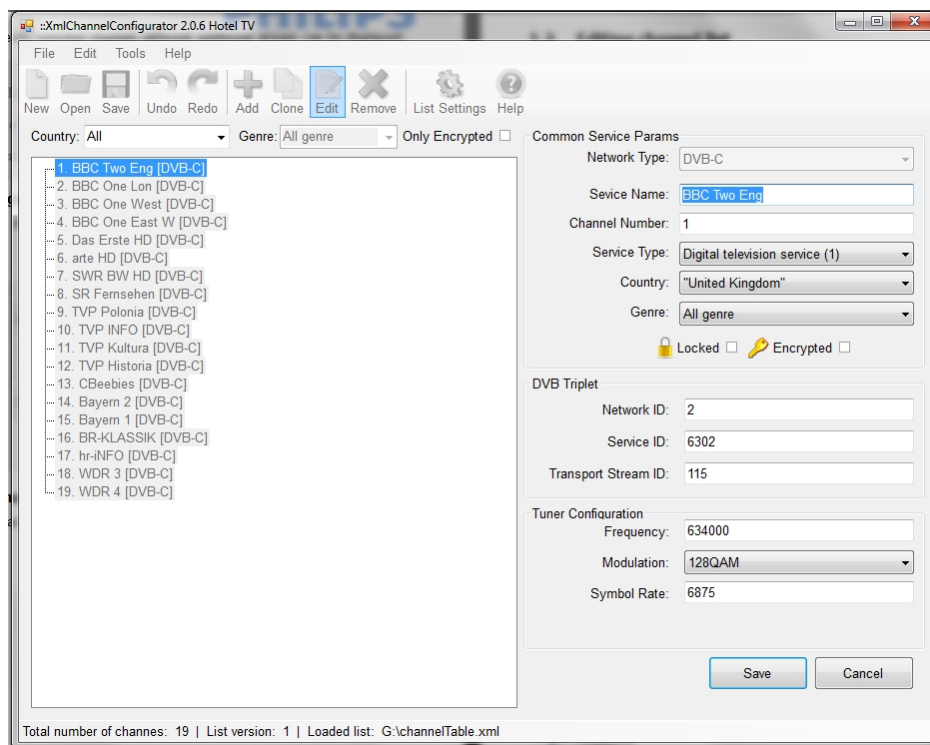 ::XmlChannelConfigurator 2.0.6 Hotel TV
PHILIPS
File Edit Tools Help
New Open Save Undo Redo Add Clone Edit Remove List Settings Help
Country: All Genre: All genre Only Encrypted
1. BBC Two Eng [DVB-C]
2. BBC One Lon [DVB-C]
3. BBC One West [DVB-C]
4. BBC One East W [DVB-C]
5. Das Erste HD [DVB-C]
6. arte HD [DVB-C]
7. SWR BW HD [DVB-C]
8. SR Fernsehen [DVB-C]
9. TVP Polonia [DVB-C]
10. TVP INFO [DVB-C]
11. TVP Kultura [DVB-C]
12. TVP Historia [DVB-C]
13. CBeebies [DVB-C]
14. Bayern 2 [DVB-C]
15. Bayern 1 [DVB-C]
16. BR-KLASSIK [DVB-C]
17. hr-iNFO [DVB-C]
18. WDR 3 [DVB-C]
19. WDR 4 [DVB-C]
Common Service Params
Network Type: DVB-C
Sevice Name: BBC Two Eng
Channel Number: 1
Service Type: Digital television service (1)
Country: "United Kingdom"
Genre: All genre
Locked Encrypted
DVB Triplet
Network ID: 2
Service ID: 6302
Transport Stream ID: 115
Tuner Configuration
Frequency: 634000
Modulation: 128QAM
Symbol Rate: 6875
Save Cancel
Total number of channes: 19 | List version: 1 | Loaded list: G:\channelTable.xml